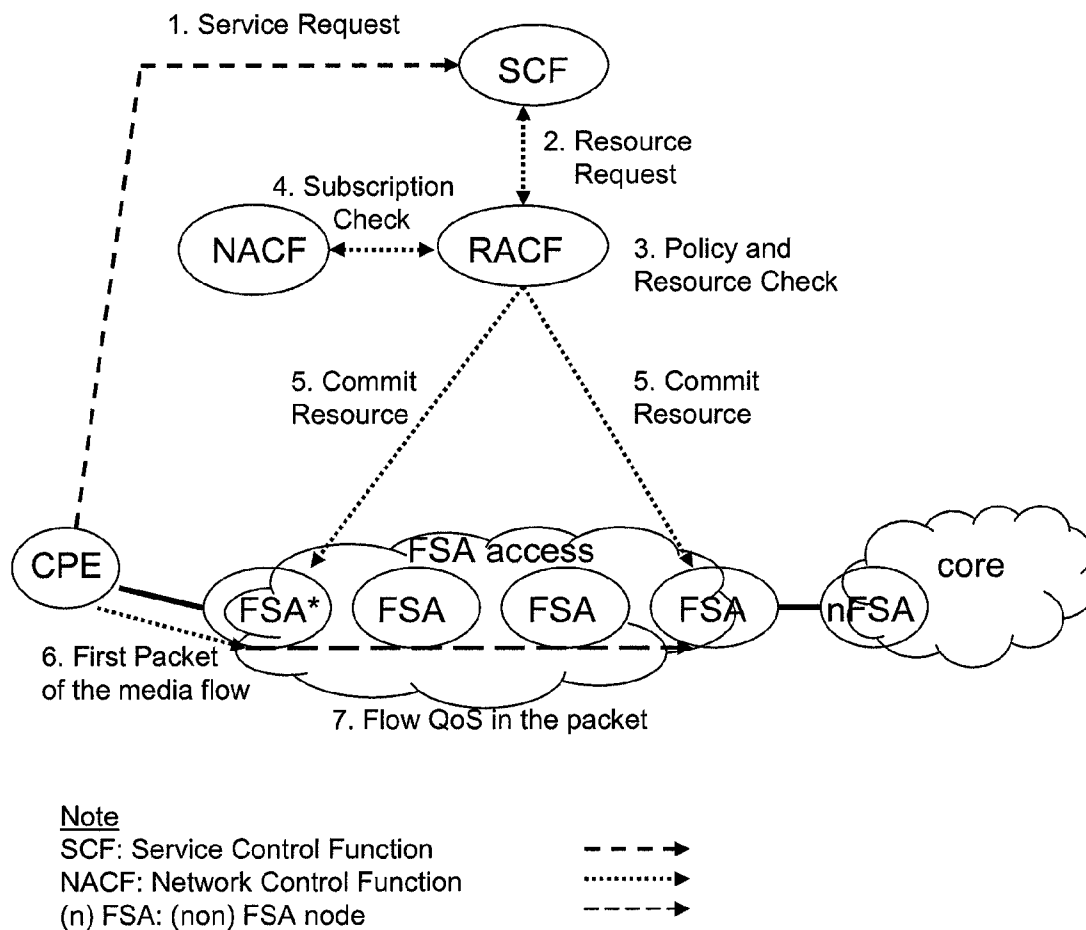 1. Service Request
SCF
2. Resource
Request
4. Subscription
Check
NACF
RACF
3. Policy and
Resource Check
5. Commit
Resource
5. Commit
Resource
CPE
FSA access
FSA*
FSA
FSA
FSA
nFSA
core
6. First Packet
of the media flow
7. Flow QoS in the packet
Note
SCF: Service Control Function
NACF: Network Control Function
(n) FSA: (non) FSA node